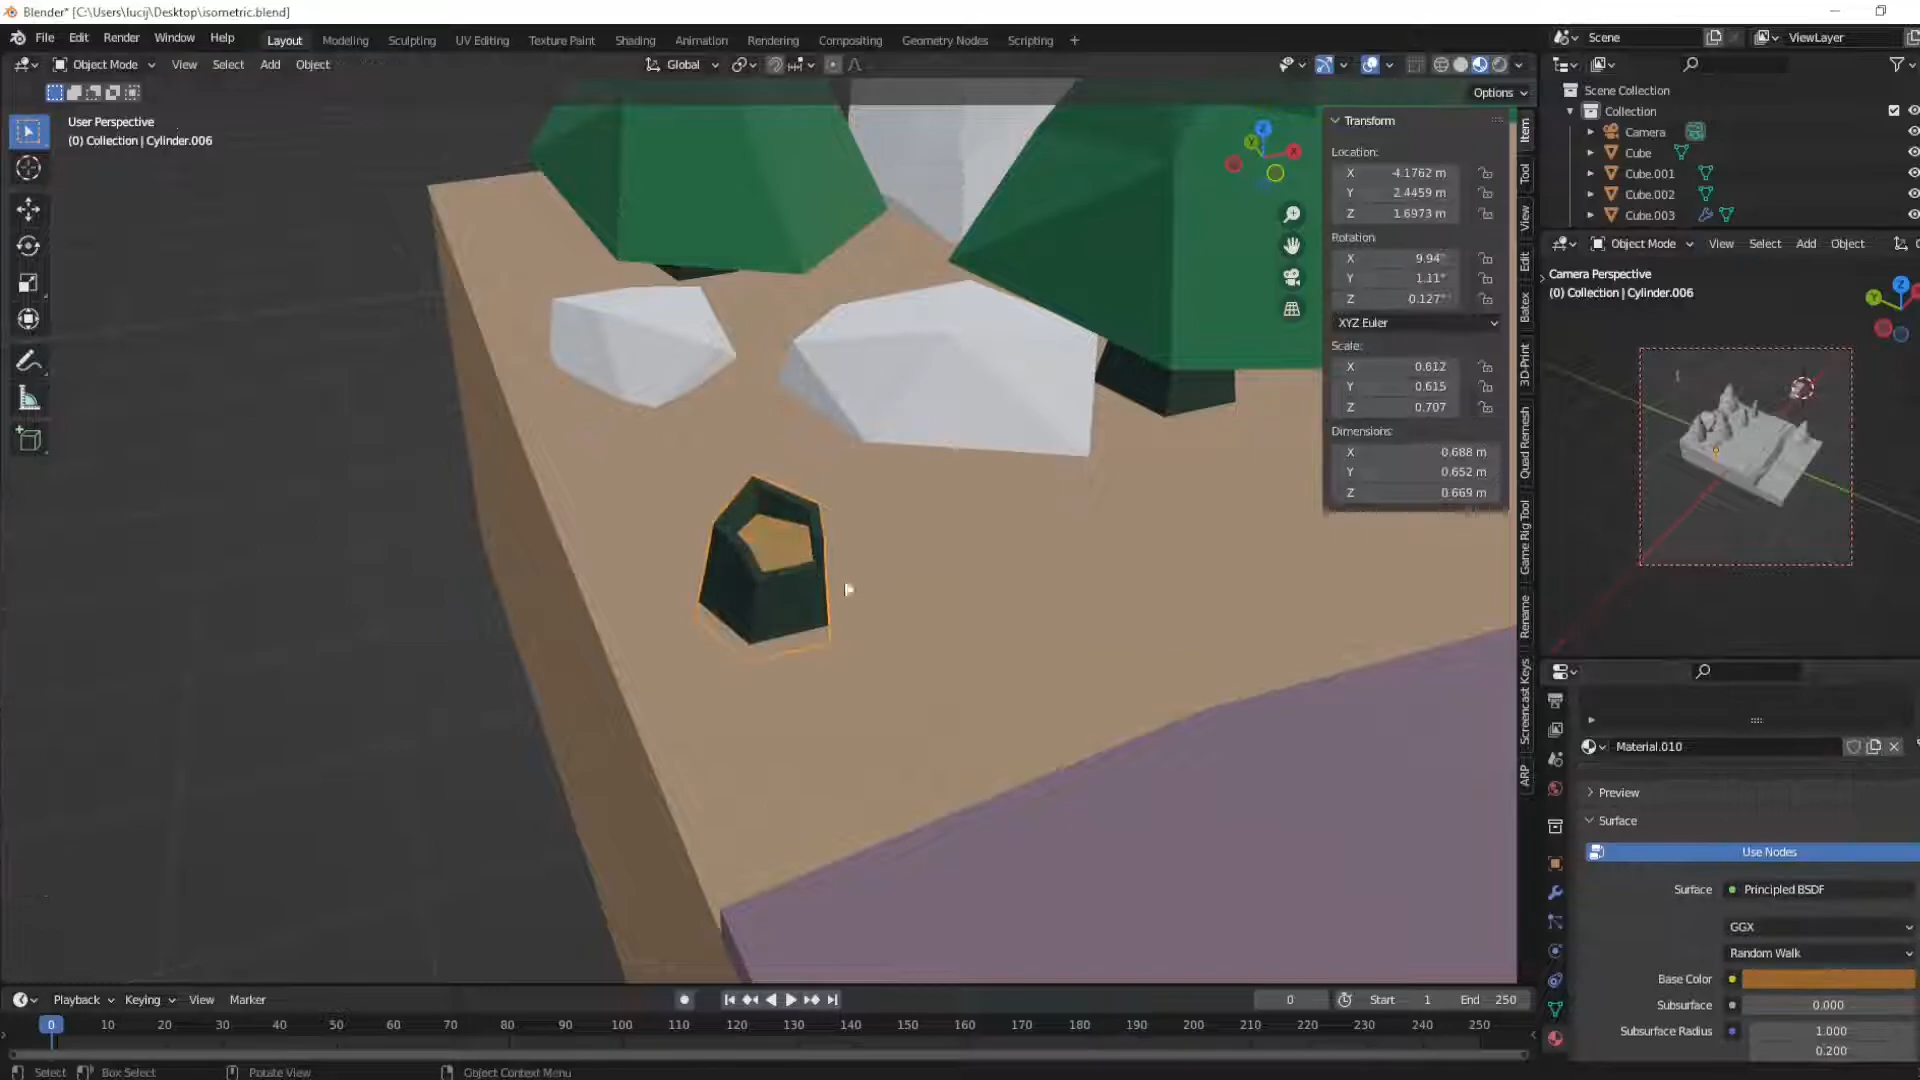 Blender* [C:\Users\lucij\Desktop\isometric.blend]
File Edit Render Window Help Layout Modeling Sculpting UV Editing Texture Paint Shading Animation Rendering Compositing Geometry Nodes Scripting + Scene ViewLayer
Object Mode View Select Add Object Global
Options
User Perspective
(0) Collection | Cylinder.006
Transform
Location:
X -4.1762 m
Y 2.4459 m
Z 1.6973 m
Rotation:
X 9.94°
Y 1.11°
Z 0.127°
XYZ Euler
Scale:
X 0.612
Y 0.615
Z 0.707
Dimensions:
X 0.688 m
Y 0.652 m
Z 0.669 m
Item
Tool
View
Edit
Batex
3D-Print
Quad Remesh
Game Rig Tool
Rename
Screencast Keys
ARP
Scene Collection
Collection
Camera
Cube
Cube.001
Cube.002
Cube.003
Object Mode View Select Add Object
Camera Perspective
(0) Collection | Cylinder.006
Material.010
Preview
Surface
Use Nodes
Surface Principled BSDF
GGX
Random Walk
Base Color
Subsurface 0.000
Subsurface Radius 1.000
0.200
Playback Keying View Marker 0 Start 1 End 250
0 10 20 30 40 50 60 70 80 90 100 110 120 130 140 150 160 170 180 190 200 210 220 230 240 250
Select Box Select Rotate View Object Context Menu